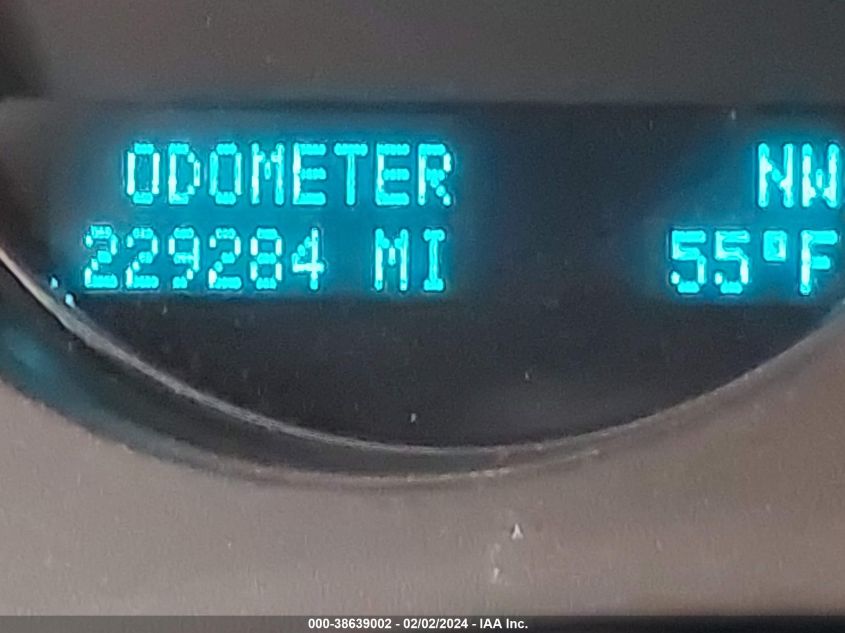 ODOMETER NW
229284 MI 55°F
000-38639002 - 02/02/2024 - IAA Inc.